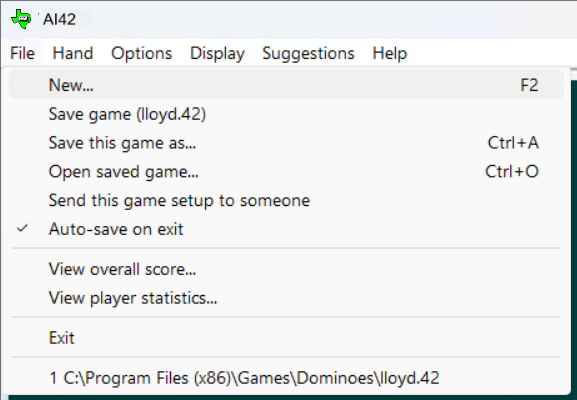 AI42
File Hand Options Display Suggestions Help
New... F2
Save game (lloyd.42)
Save this game as... Ctrl+A
Open saved game... Ctrl+O
Send this game setup to someone
Auto-save on exit
View overall score...
View player statistics...
Exit
1 C:\Program Files (x86)\Games\Dominoes\lloyd.42